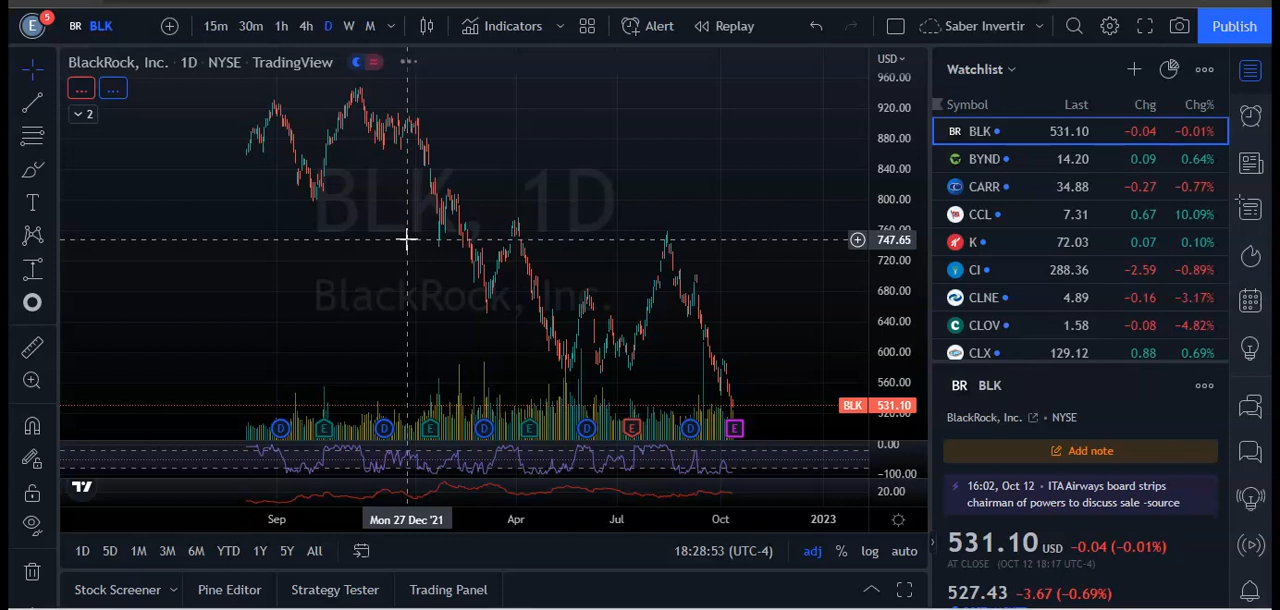 E 5 BR BLK 15m 30m 1h 4h D W M Indicators Alert Replay Saber Invertir Publish
BlackRock, Inc. · 1D · NYSE TradingView
...
...
2
BLK, 1D
BlackRock, Inc.
USD
960.00
920.00
880.00
840.00
800.00
760.00
747.65
720.00
680.00
640.00
600.00
560.00
BLK 531.10
520.00
D E D E D E D E D E
0.00
−100.00
20.00
Sep Mon 27 Dec '21 Apr Jul Oct 2023
1D 5D 1M 3M 6M YTD 1Y 5Y All 18:28:53 (UTC-4) adj % log auto
Stock Screener Pine Editor Strategy Tester Trading Panel
Watchlist
Symbol Last Chg Chg%
BR BLK 531.10 −0.04 −0.01%
BYND 14.20 0.09 0.64%
CARR 34.88 −0.27 −0.77%
CCL 7.31 0.67 10.09%
K 72.03 0.07 0.10%
CI 288.36 −2.59 −0.89%
CLNE 4.89 −0.16 −3.17%
CLOV 1.58 −0.08 −4.82%
CLX 129.12 0.88 0.69%
BR BLK
BlackRock, Inc. · NYSE
Add note
16:02, Oct 12 · ITA Airways board strips
chairman of powers to discuss sale -source
531.10 USD −0.04 (−0.01%)
AT CLOSE (OCT 12 18:17 UTC-4)
527.43 −3.67 (−0.69%)